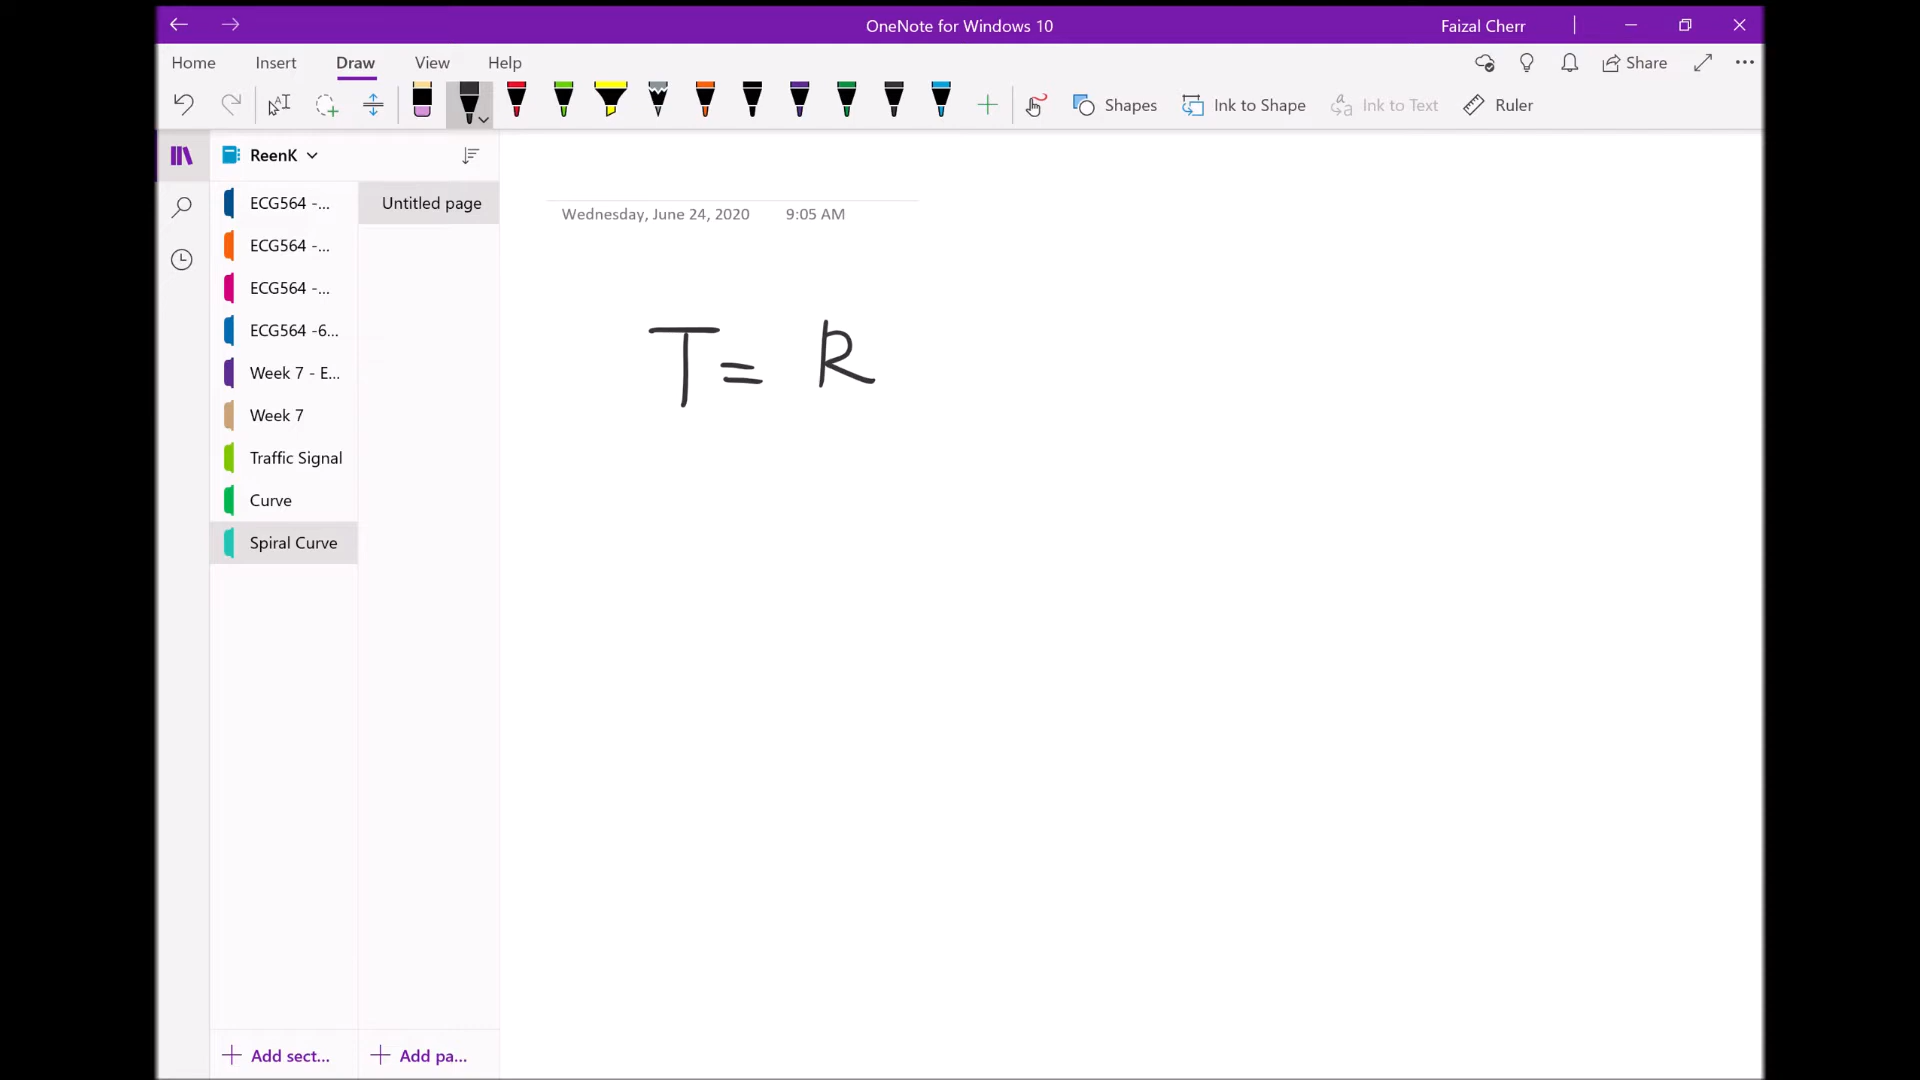 OneNote for Windows 10
Faizal Cherr
Home Insert Draw View Help
Share
Shapes Ink to Shape Ink to Text Ruler
ReenK
ECG564 -...
Untitled page
ECG564 -...
ECG564 -...
ECG564 -6...
Week 7 - E...
Week 7
Traffic Signal
Curve
Spiral Curve
Wednesday, June 24, 2020 9:05 AM
T= R
Add sect...
Add pa...